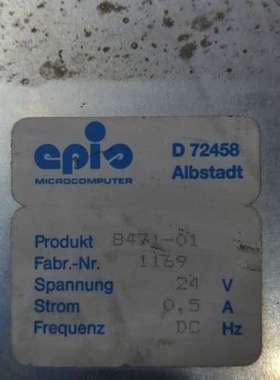 epis
MICROCOMPUTER
D 72458
Albstadt
Produkt 8471-01
Fabr.-Nr. 1169
Spannung 24 V
Strom 0,5 A
Frequenz DC Hz